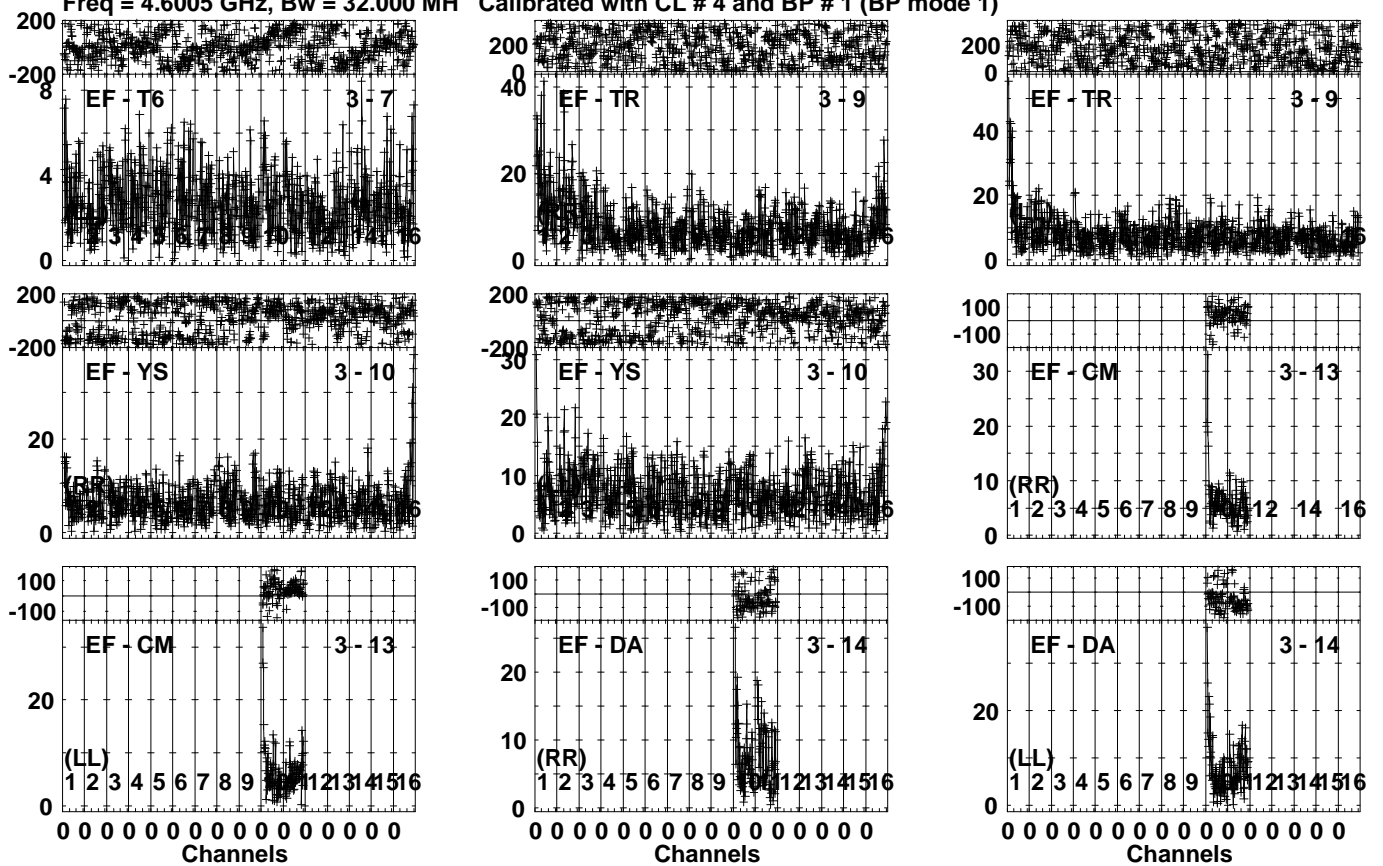 Freq = 4.6005 GHz, Bw = 32.000 MH Calibrated with CL # 4 and BP # 1 (BP mode 1)
200
-200
8
4
0
EF - T6 3 - 7
200
0
40
20
0
EF - TR 3 - 9
200
0
40
20
0
EF - TR 3 - 9
200
-200
20
0
EF - YS 3 - 10
(RR)
200
-200
30
20
10
0
EF - YS 3 - 10
100
-100
30
20
10
0
EF - CM 3 - 13
(RR)
1 2 3 4 5 6 7 8 9 12 14 16
100
-100
20
0
EF - CM 3 - 13
(LL)
1 2 3 4 5 6 7 8 9 12 13 14 15 16
100
-100
20
10
0
EF - DA 3 - 14
(RR)
1 2 3 4 5 6 7 8 9 12 13 14 15 16
100
-100
20
0
EF - DA 3 - 14
(LL)
1 2 3 4 5 6 7 8 9 12 13 14 15 16
0 0 0 0 0 0 0 0 0 0 0 0 0 0 0 0
Channels
0 0 0 0 0 0 0 0 0 0 0 0 0 0 0 0
Channels
0 0 0 0 0 0 0 0 0 0 0 0 0 0 0 0
Channels